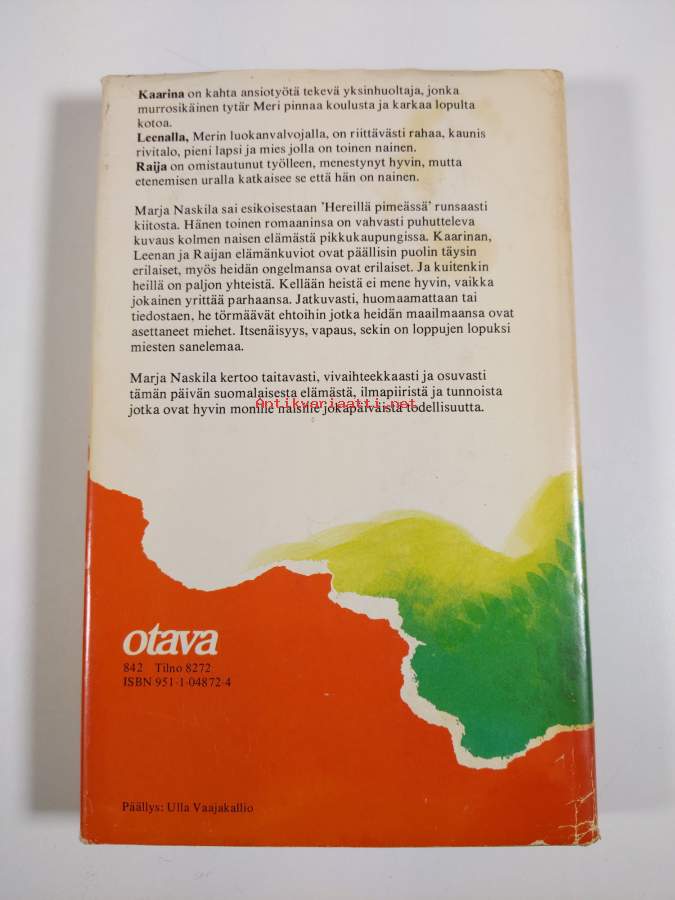 Kaarina on kahta ansiotyötä tekevä yksinhuoltaja, jonka
murrosikäinen tytär Meri pinnaa koulusta ja karkaa lopulta
kotoa.
Leenalla, Merin luokanvalvojalla, on riittävästi rahaa, kaunis
rivitalo, pieni lapsi ja mies jolla on toinen nainen.
Raija on omistautunut työlleen, menestynyt hyvin, mutta
etenemisen uralla katkaisee se että hän on nainen.
Marja Naskila sai esikoisestaan 'Hereillä pimeässä' runsaasti
kiitosta. Hänen toinen romaaninsa on vahvasti puhutteleva
kuvaus kolmen naisen elämästä pikkukaupungissa. Kaarinan,
Leenan ja Raijan elämänkuviot ovat päällisin puolin täysin
erilaiset, myös heidän ongelmansa ovat erilaiset. Ja kuitenkin
heillä on paljon yhteistä. Kellään heistä ei mene hyvin, vaikka
jokainen yrittää parhaansa. Jatkuvasti, huomaamattaan tai
tiedostaen, he törmäävät ehtoihin jotka heidän maailmaansa ovat
asettaneet miehet. Itsenäisyys, vapaus, sekin on loppujen lopuksi
miesten sanelemaa.
Marja Naskila kertoo taitavasti, vivaihteekkaasti ja osuvasti
tämän päivän suomalaisesta elämästä, ilmapiiristä ja tunnoista
jotka ovat hyvin monille naisille jokapäiväistä todellisuutta.
Antikvariaatti.net
otava
842 Tilno 8272
ISBN 951-1-04872-4
Päällys: Ulla Vaajakallio